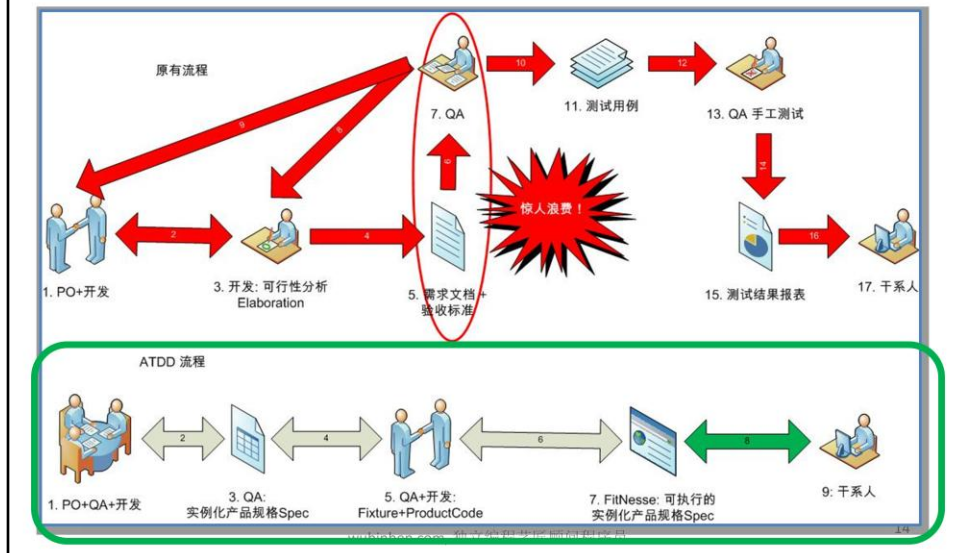 原有流程
10
12
7. QA
11. 测试用例
13. QA 手工测试
9
8
6
14
惊人浪费！
2
4
16
1. PO+开发
3. 开发: 可行性分析
Elaboration
5. 需求文档 +
验收标准
15. 测试结果报表
17. 干系人
ATDD 流程
2
4
6
8
1. PO+QA+开发
3. QA:
实例化产品规格Spec
5. QA+开发:
Fixture+ProductCode
7. FitNesse: 可执行的
实例化产品规格Spec
9: 干系人
14